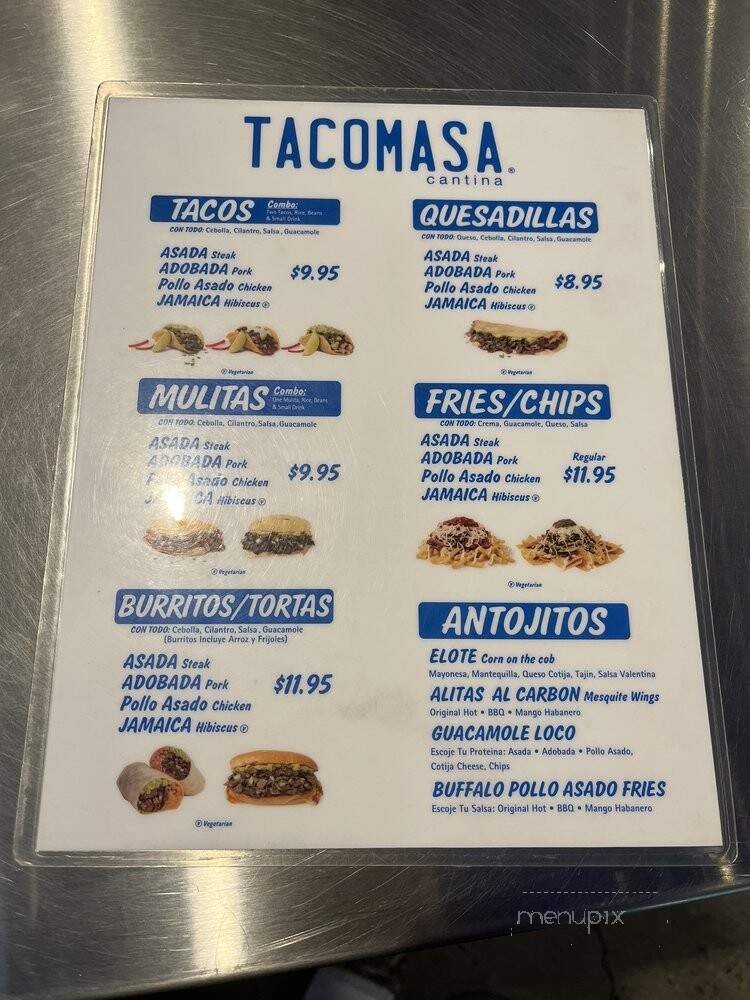 TACOMASA®
cantina
TACOS Combo:
Two Tacos, Rice, Beans
& Small Drink
CON TODO: Cebolla, Cilantro, Salsa, Guacamole
ASADA Steak
ADOBADA Pork
Pollo Asado Chicken
JAMAICA Hibiscus Ⓥ
$9.95
Ⓥ Vegetarian
MULITAS Combo:
One Mulita, Rice, Beans
& Small Drink
CON TODO: Cebolla, Cilantro, Salsa, Guacamole
ASADA Steak
ADOBADA Pork
Asado Chicken
Hibiscus Ⓥ
$9.95
Ⓥ Vegetarian
BURRITOS/TORTAS
CON TODO: Cebolla, Cilantro, Salsa, Guacamole
(Burritos Incluye Arroz y Frijoles)
ASADA Steak
ADOBADA Pork
Pollo Asado Chicken
JAMAICA Hibiscus Ⓥ
$11.95
Ⓥ Vegetarian
QUESADILLAS
CON TODO: Queso, Cebolla, Cilantro, Salsa, Guacamole
ASADA Steak
ADOBADA Pork
Pollo Asado Chicken
JAMAICA Hibiscus Ⓥ
$8.95
Ⓥ Vegetarian
FRIES/CHIPS
CON TODO: Crema, Guacamole, Queso, Salsa
ASADA Steak
ADOBADA Pork
Pollo Asado Chicken
JAMAICA Hibiscus Ⓥ
Regular
$11.95
Ⓥ Vegetarian
ANTOJITOS
ELOTE Corn on the cob
Mayonesa, Mantequilla, Queso Cotija, Tajin, Salsa Valentina
ALITAS AL CARBON Mesquite Wings
Original Hot • BBQ • Mango Habanero
GUACAMOLE LOCO
Escoje Tu Proteina: Asada • Adobada • Pollo Asado,
Cotija Cheese, Chips
BUFFALO POLLO ASADO FRIES
Escoje Tu Salsa: Original Hot • BBQ • Mango Habanero
menupix